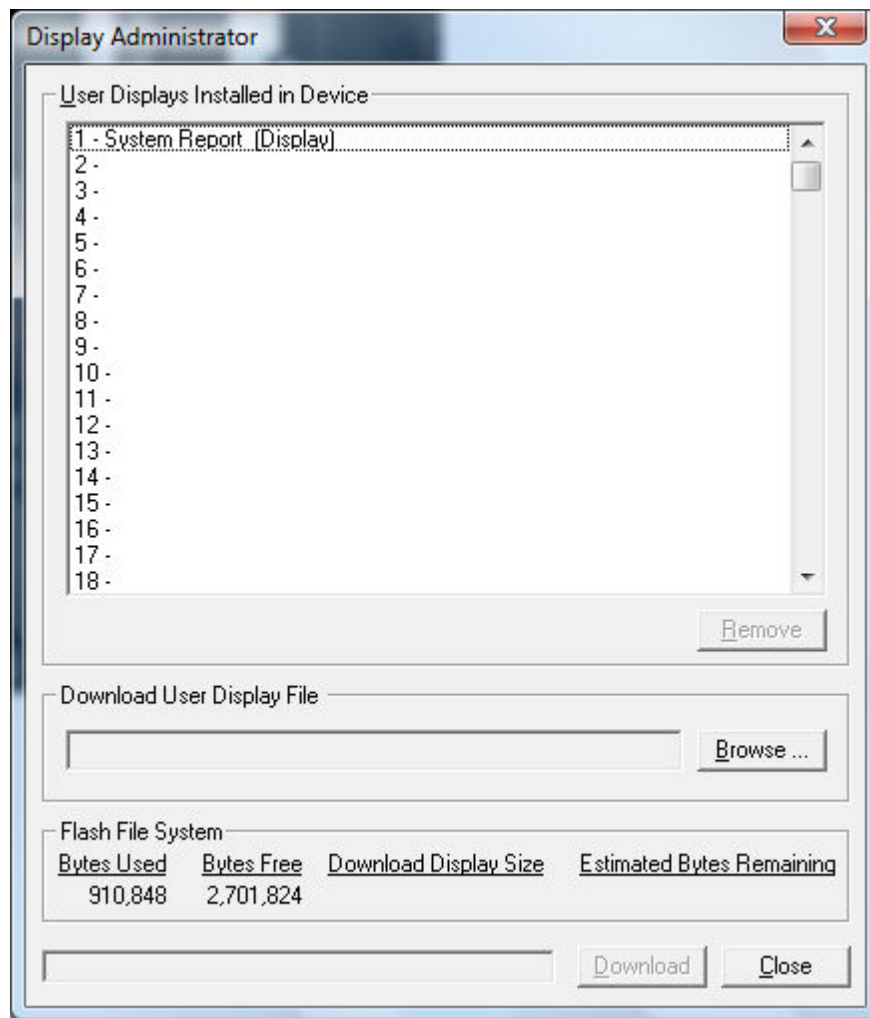 Display Administrator
User Displays Installed in Device
1 - System Report (Display)
2 -
3 -
4 -
5 -
6 -
7 -
8 -
9 -
10 -
11 -
12 -
13 -
14 -
15 -
16 -
17 -
18 -
Remove
Download User Display File
Browse ...
Flash File System
Bytes Used Bytes Free Download Display Size Estimated Bytes Remaining
910,848 2,701,824
Download Close